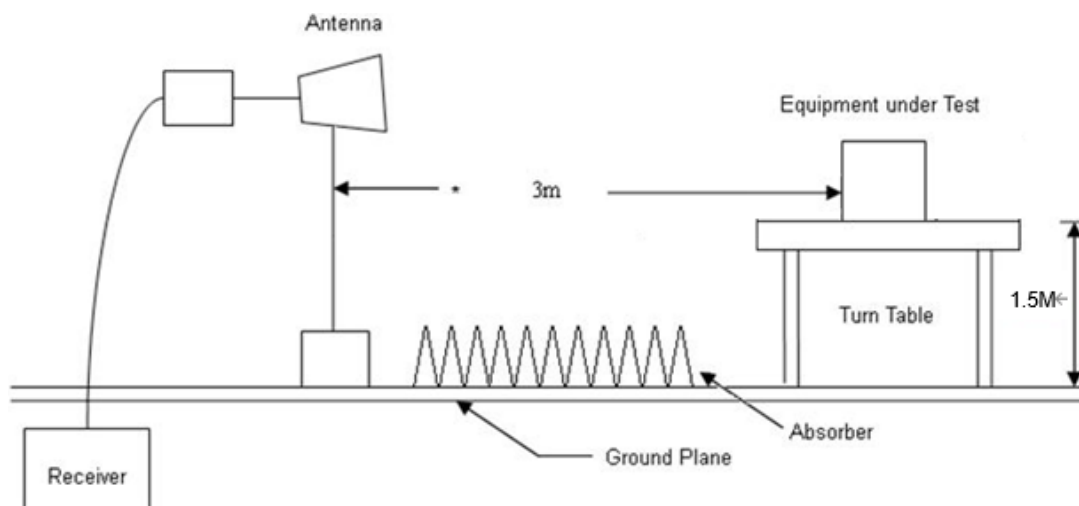 Antenna
Equipment under Test
* 3m
1.5M←
Turn Table
Absorber
Ground Plane
Receiver